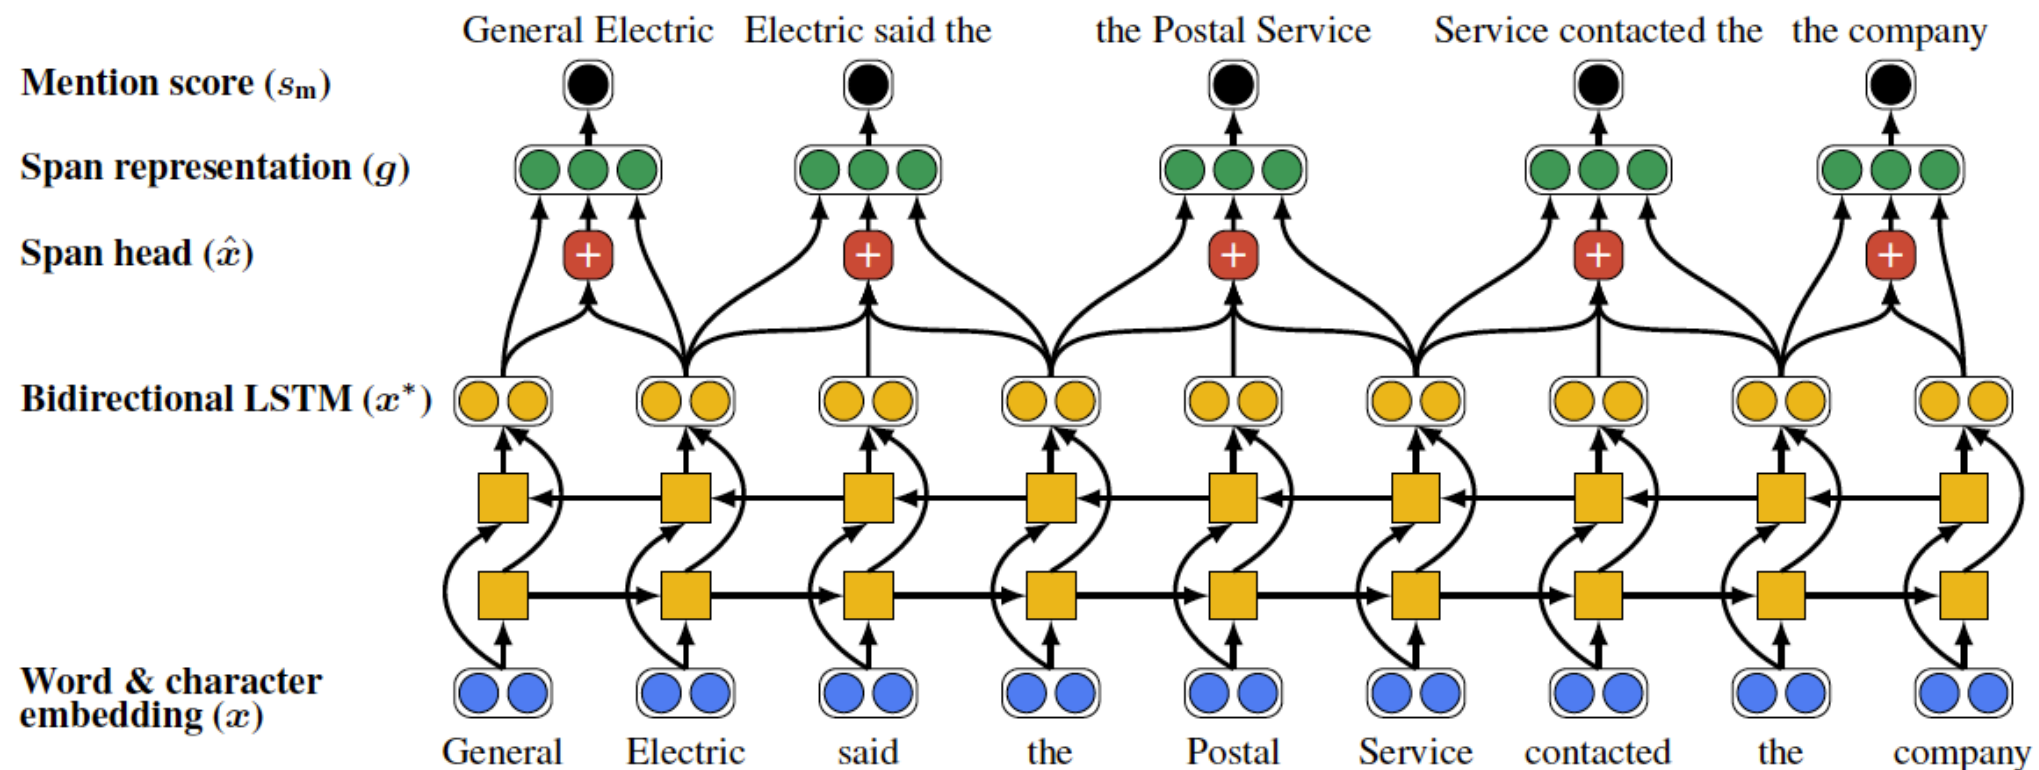 General Electric Electric said the the Postal Service Service contacted the the company
Mention score (sₘ)
Span representation (g)
Span head (x̂)
+ + + + +
Bidirectional LSTM (x*)
Word & character
embedding (x)
General Electric said the Postal Service contacted the company